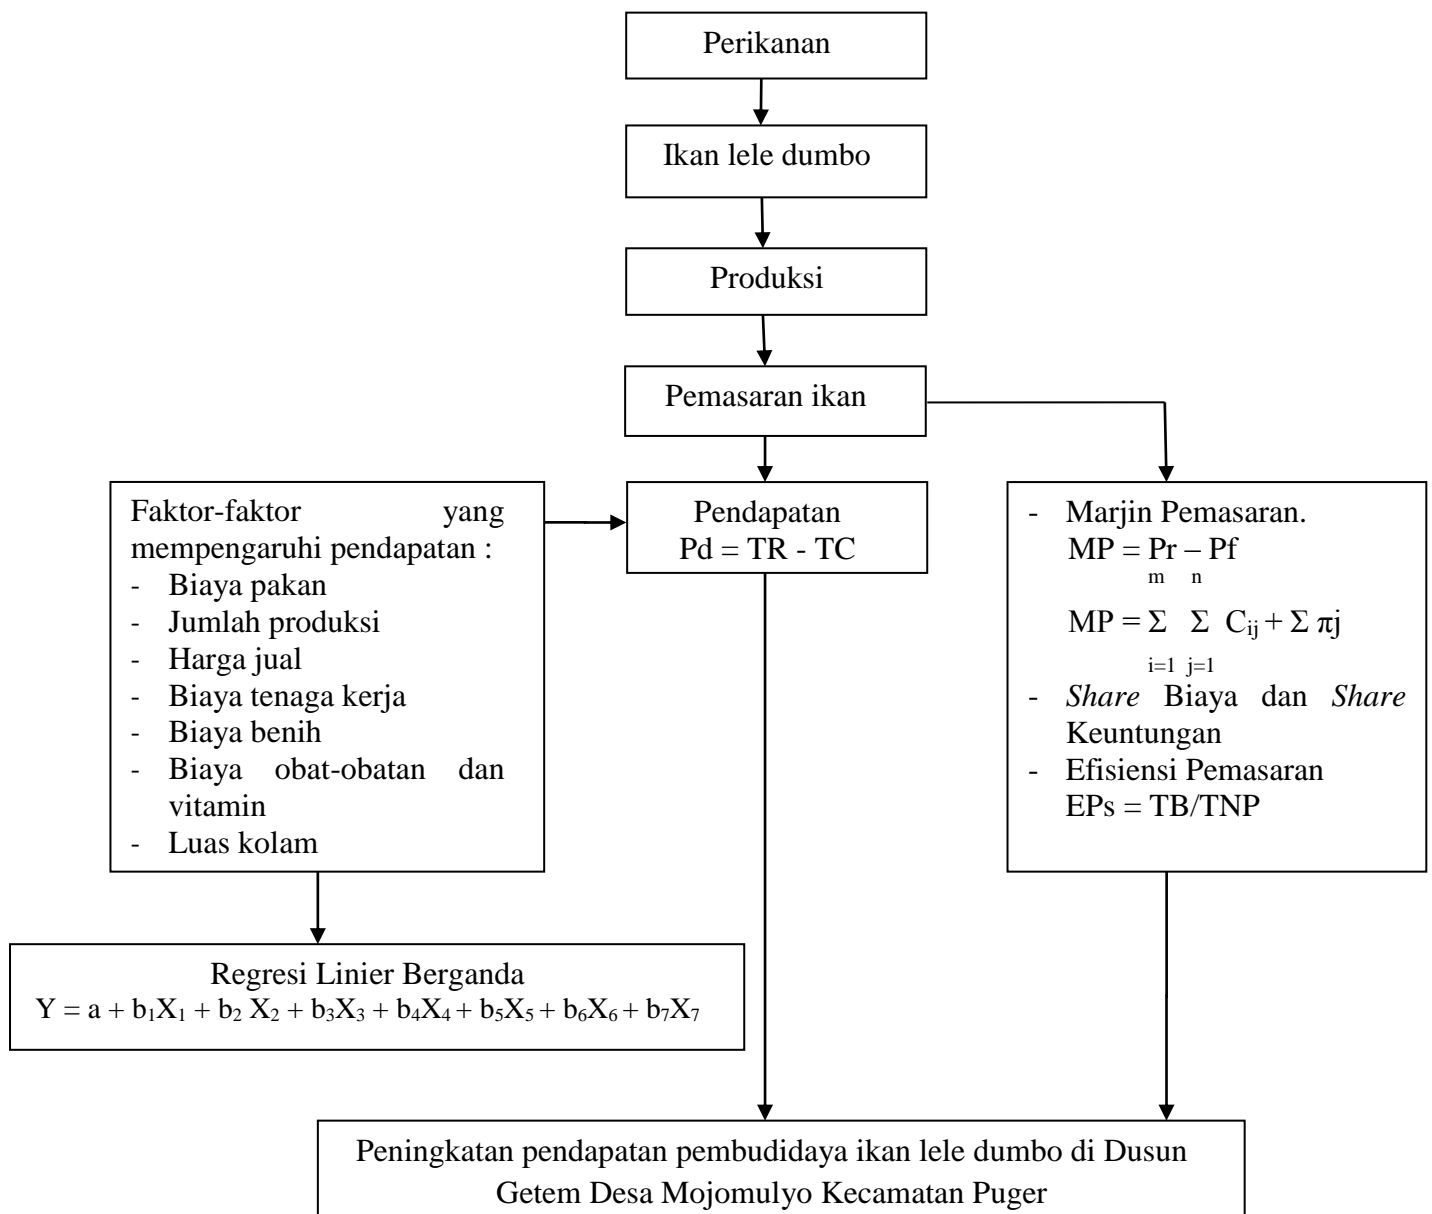 Perikanan
Ikan lele dumbo
Produksi
Pemasaran ikan
Faktor-faktor yang
mempengaruhi pendapatan :
- Biaya pakan
- Jumlah produksi
- Harga jual
- Biaya tenaga kerja
- Biaya benih
- Biaya obat-obatan dan
vitamin
- Luas kolam
Pendapatan
Pd = TR - TC
- Marjin Pemasaran.
MP = Pr – Pf
m n
MP = Σ Σ Cij + Σ πj
i=1 j=1
- Share Biaya dan Share
Keuntungan
- Efisiensi Pemasaran
EPs = TB/TNP
Regresi Linier Berganda
Y = a + b₁X₁ + b₂ X₂ + b₃X₃ + b₄X₄ + b₅X₅ + b₆X₆ + b₇X₇
Peningkatan pendapatan pembudidaya ikan lele dumbo di Dusun
Getem Desa Mojomulyo Kecamatan Puger